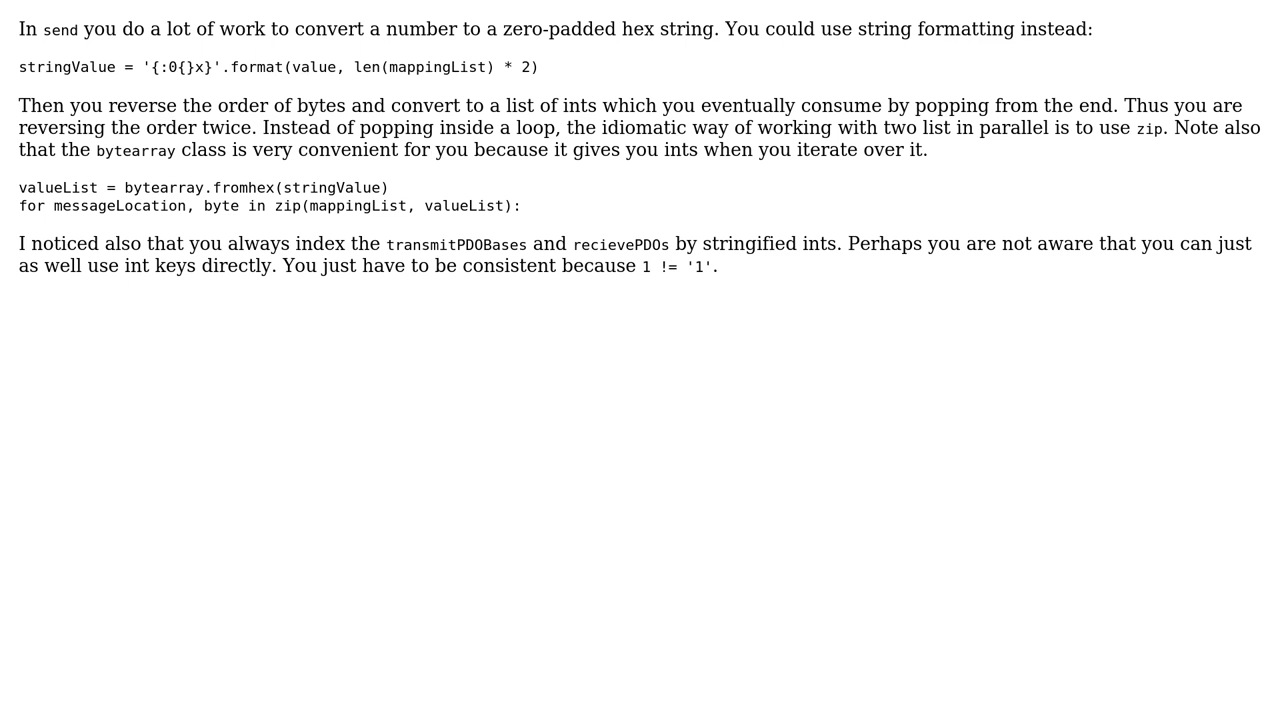 In send you do a lot of work to convert a number to a zero-padded hex string. You could use string formatting instead:
stringValue = '{:0{}x}'.format(value, len(mappingList) * 2)
Then you reverse the order of bytes and convert to a list of ints which you eventually consume by popping from the end. Thus you are
reversing the order twice. Instead of popping inside a loop, the idiomatic way of working with two list in parallel is to use zip. Note also
that the bytearray class is very convenient for you because it gives you ints when you iterate over it.
valueList = bytearray.fromhex(stringValue)
for messageLocation, byte in zip(mappingList, valueList):
I noticed also that you always index the transmitPDOBases and recievePDOs by stringified ints. Perhaps you are not aware that you can just
as well use int keys directly. You just have to be consistent because 1 != '1'.